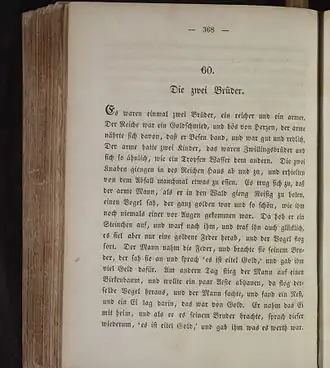 — 368 —
60.
Die zwei Brüder.
Es waren einmal zwei Brüder, ein reicher und ein armer.
Der Reiche war ein Goldschmied, und bös von Herzen, der arme
nährte sich davon, daß er Besen band, und war gut und redlich.
Der arme hatte zwei Kinder, das waren Zwillingsbrüder und
sich so ähnlich, wie ein Tropfen Wasser dem andern. Die zwei
Knaben giengen in des Reichen Haus ab und zu, und erhielten
von dem Abfall manchmal etwas zu essen. Es trug sich zu, daß
der arme Mann, als er in den Wald gieng Reißig zu holen,
einen Vogel sah, der ganz golden war und so schön, wie ihm
noch niemals einer vor Augen gekommen war. Da hob er ein
Steinchen auf, und warf nach ihm, und traf ihn auch glücklich,
es fiel aber nur eine goldene Feder herab, und der Vogel flog
fort. Der Mann nahm die Feder, und brachte sie seinem Bru-
der, der sah sie an und sprach ‘es ist eitel Gold,’ und gab ihm
viel Geld dafür. Am andern Tag stieg der Mann auf einen
Birkenbaum, und wollte ein paar Aeste abhauen, da flog der-
selbe Vogel heraus, und der Mann suchte, und fand ein Nest,
und ein Ei lag darin, das war von Gold. Er nahm das Ei
mit heim, und als er es seinem Bruder brachte, sprach dieser
wiederum, ‘es ist eitel Gold,’ und gab ihm was es werth war.